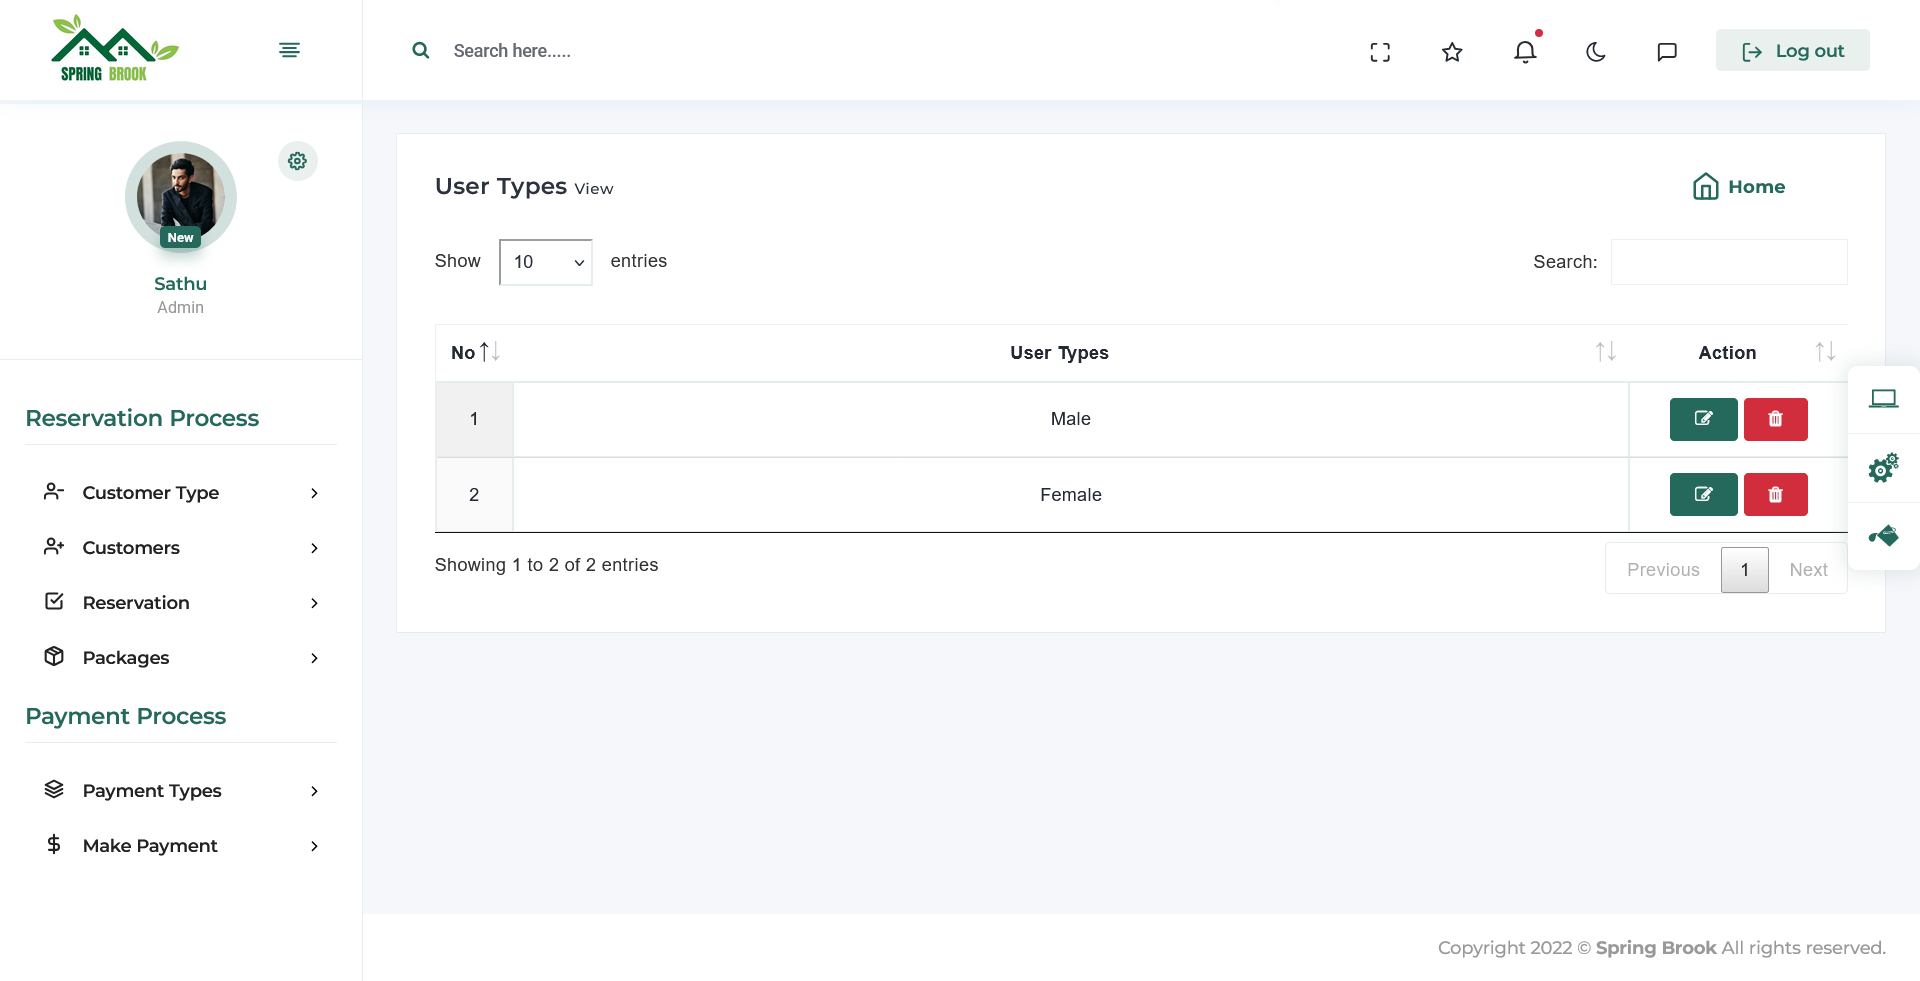 SPRING BROOK
Search here.....
Log out
New
Sathu
Admin
Reservation Process
Customer Type
Customers
Reservation
Packages
Payment Process
Payment Types
Make Payment
User Types View
Home
Show 10 entries
Search:
No User Types Action
1 Male
2 Female
Showing 1 to 2 of 2 entries
Previous 1 Next
Copyright 2022 © Spring Brook All rights reserved.